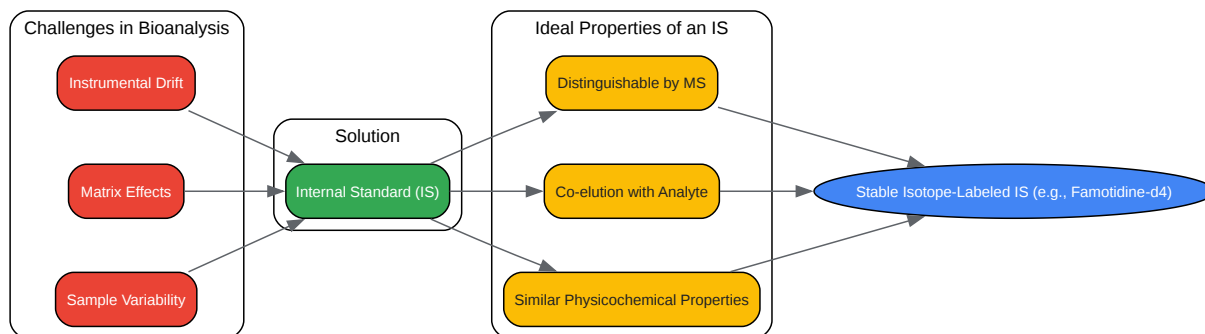 Challenges in Bioanalysis
Instrumental Drift
Matrix Effects
Sample Variability
Solution
Internal Standard (IS)
Ideal Properties of an IS
Distinguishable by MS
Co-elution with Analyte
Similar Physicochemical Properties
Stable Isotope-Labeled IS (e.g., Famotidine-d4)